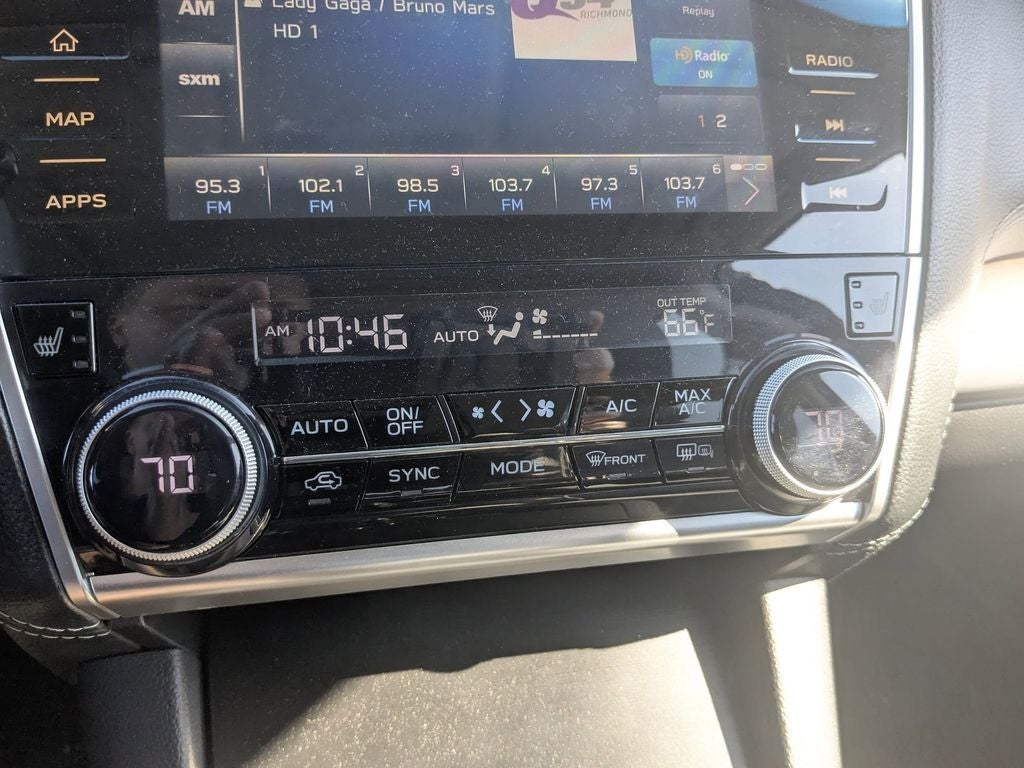 AM
Lady Gaga / Bruno Mars
HD 1
RICHMOND
Replay
HD Radio
ON
RADIO
sxm
MAP
1 2
APPS
1 2 3 4 5 6
95.3 102.1 98.5 103.7 97.3 103.7
FM FM FM FM FM FM
OUT TEMP
AM 10:46 AUTO 66°F
AUTO ON/ A/C MAX
OFF A/C
70 70
SYNC MODE FRONT